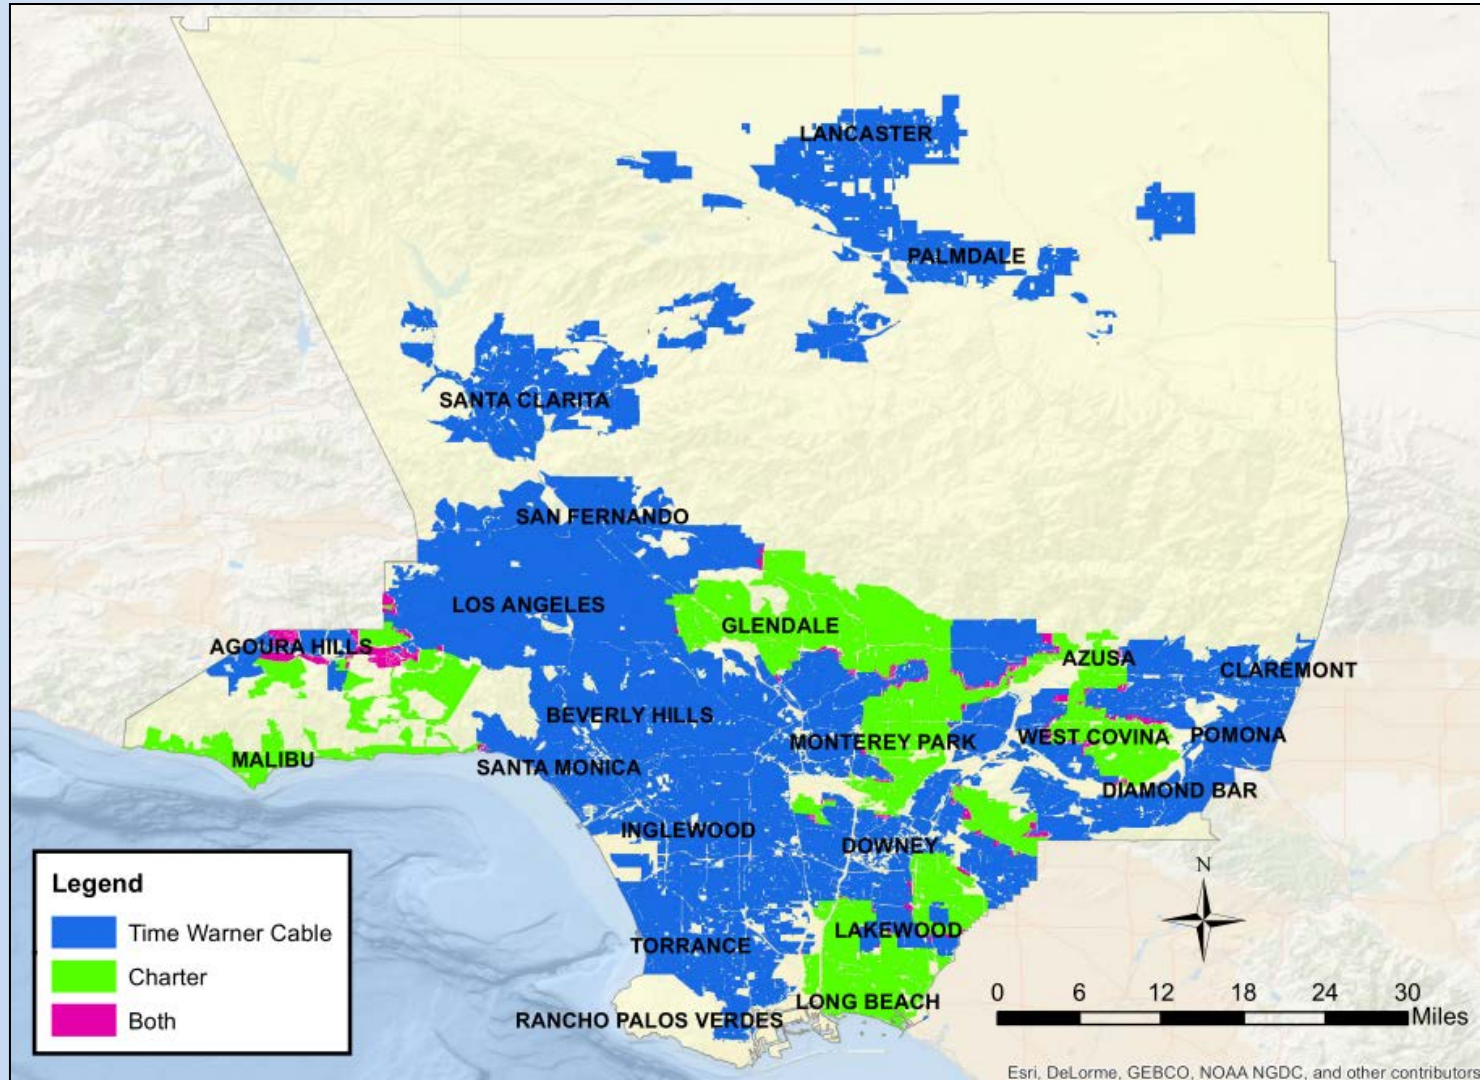 LANCASTER
PALMDALE
SANTA CLARITA
SAN FERNANDO
LOS ANGELES
GLENDALE
AGOURA HILLS
AZUSA
CLAREMONT
BEVERLY HILLS
MONTEREY PARK
WEST COVINA
POMONA
MALIBU
SANTA MONICA
DIAMOND BAR
INGLEWOOD
DOWNEY
LAKEWOOD
TORRANCE
LONG BEACH
RANCHO PALOS VERDES
Legend
Time Warner Cable
Charter
Both
N
0 6 12 18 24 30
Miles
Esri, DeLorme, GEBCO, NOAA NGDC, and other contributors